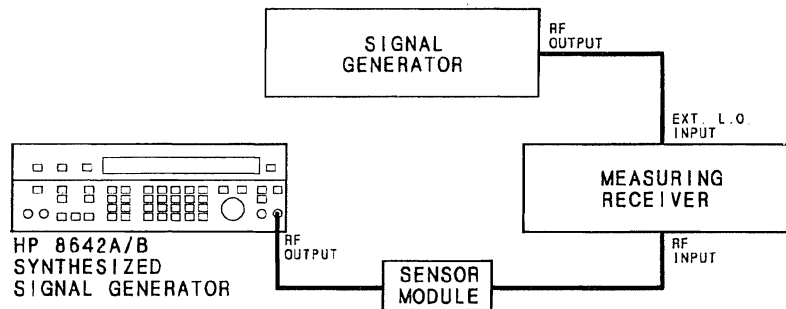 SIGNAL
GENERATOR
RF
OUTPUT
EXT. L.O.
INPUT
MEASURING
RECEIVER
HP 8642A/B
SYNTHESIZED
SIGNAL GENERATOR
RF
OUTPUT
SENSOR
MODULE
RF
INPUT